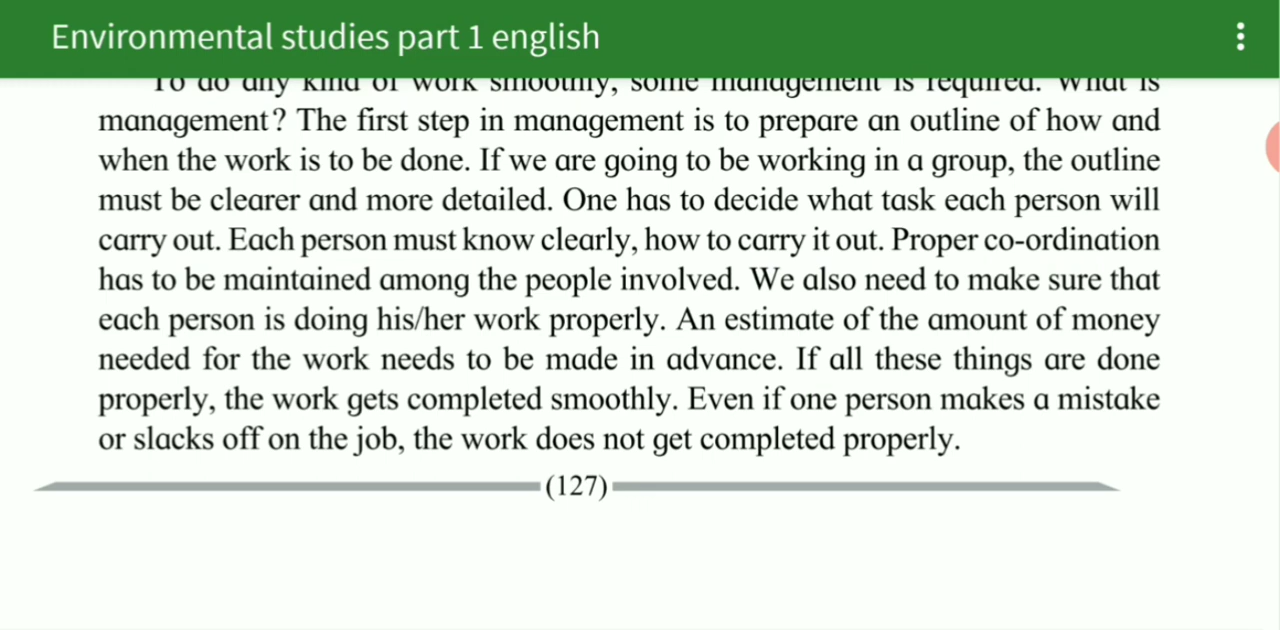 Environmental studies part 1 english
To do any kind of work smoothly, some management is required. What is
management? The first step in management is to prepare an outline of how and
when the work is to be done. If we are going to be working in a group, the outline
must be clearer and more detailed. One has to decide what task each person will
carry out. Each person must know clearly, how to carry it out. Proper co-ordination
has to be maintained among the people involved. We also need to make sure that
each person is doing his/her work properly. An estimate of the amount of money
needed for the work needs to be made in advance. If all these things are done
properly, the work gets completed smoothly. Even if one person makes a mistake
or slacks off on the job, the work does not get completed properly.
(127)